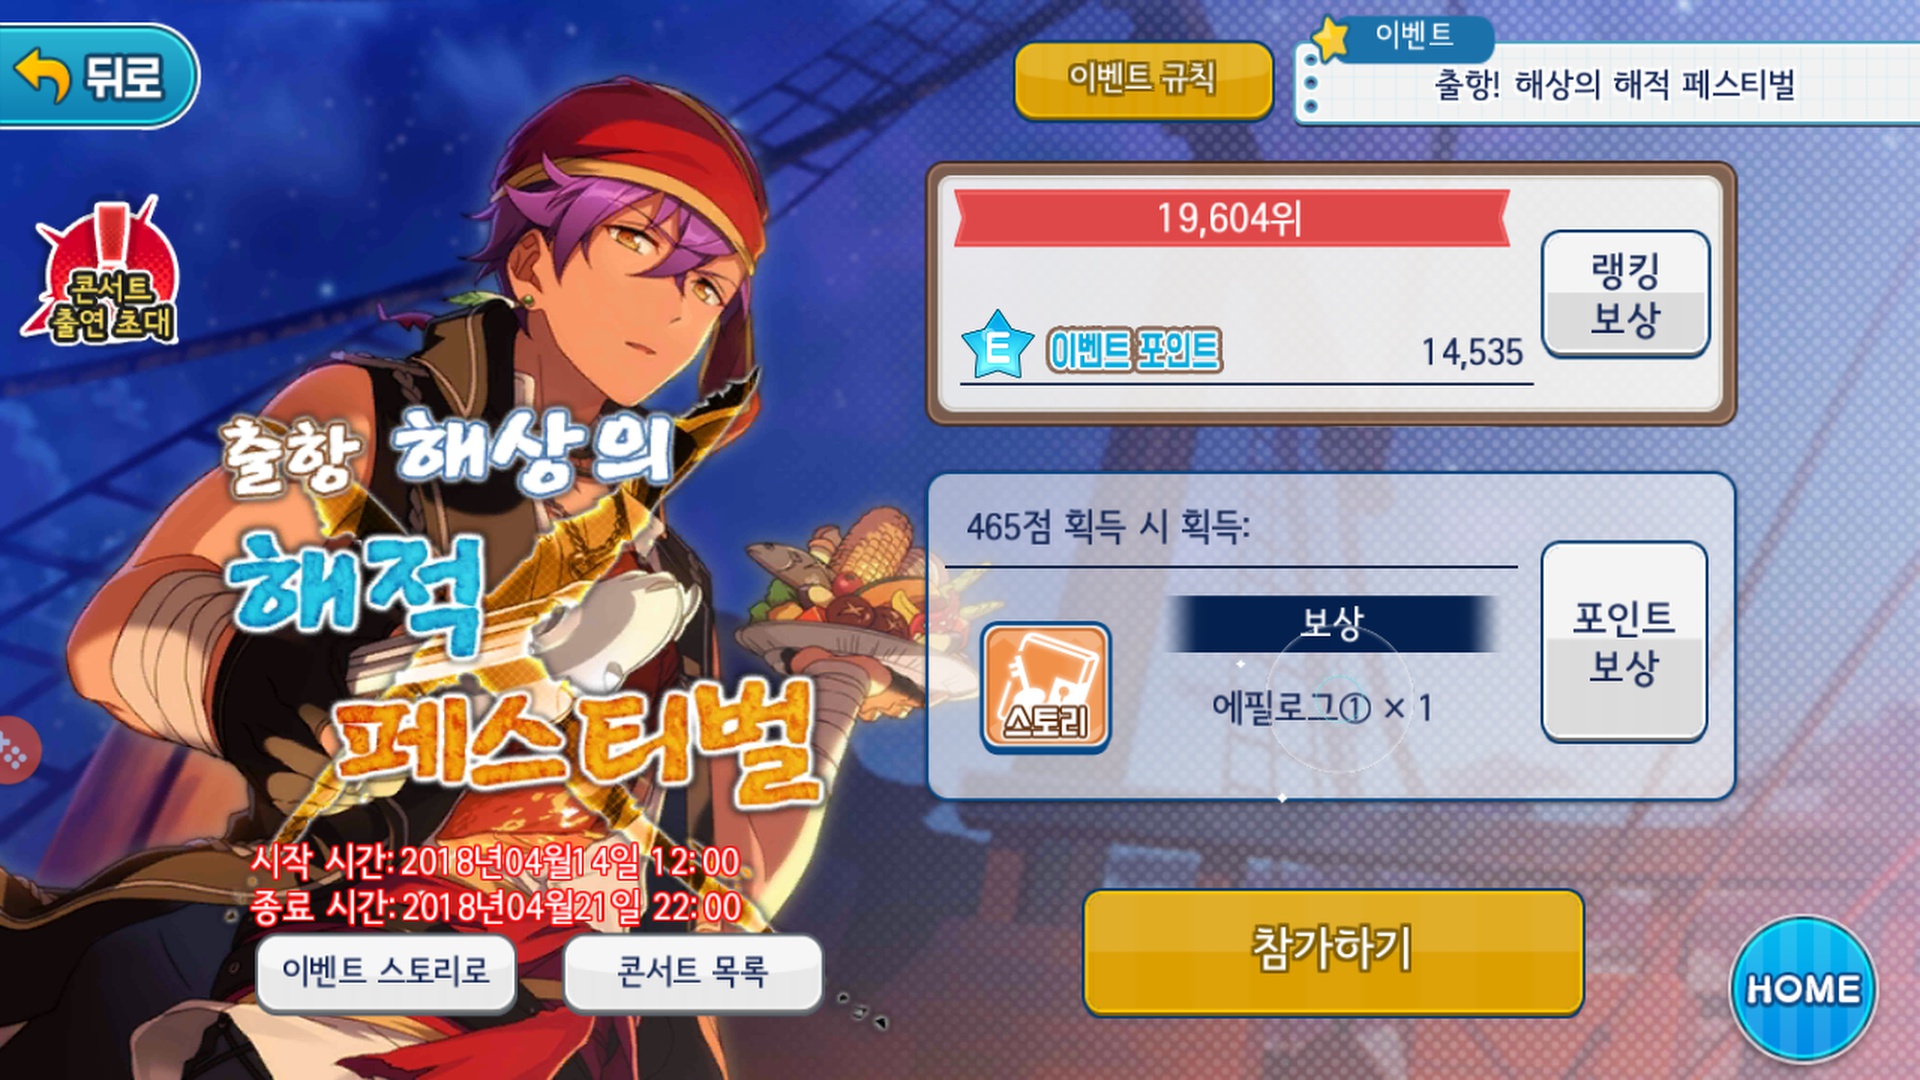 뒤로
이벤트 규칙
이벤트
출항! 해상의 해적 페스티벌
콘서트
출연 초대
19,604위
E 이벤트 포인트
14,535
랭킹
보상
출항 해상의
해적
페스티벌
465점 획득 시 획득:
보상
스토리
에필로그① × 1
포인트
보상
시작 시간:2018년04월14일 12:00
종료 시간:2018년04월21일 22:00
이벤트 스토리로
콘서트 목록
참가하기
HOME